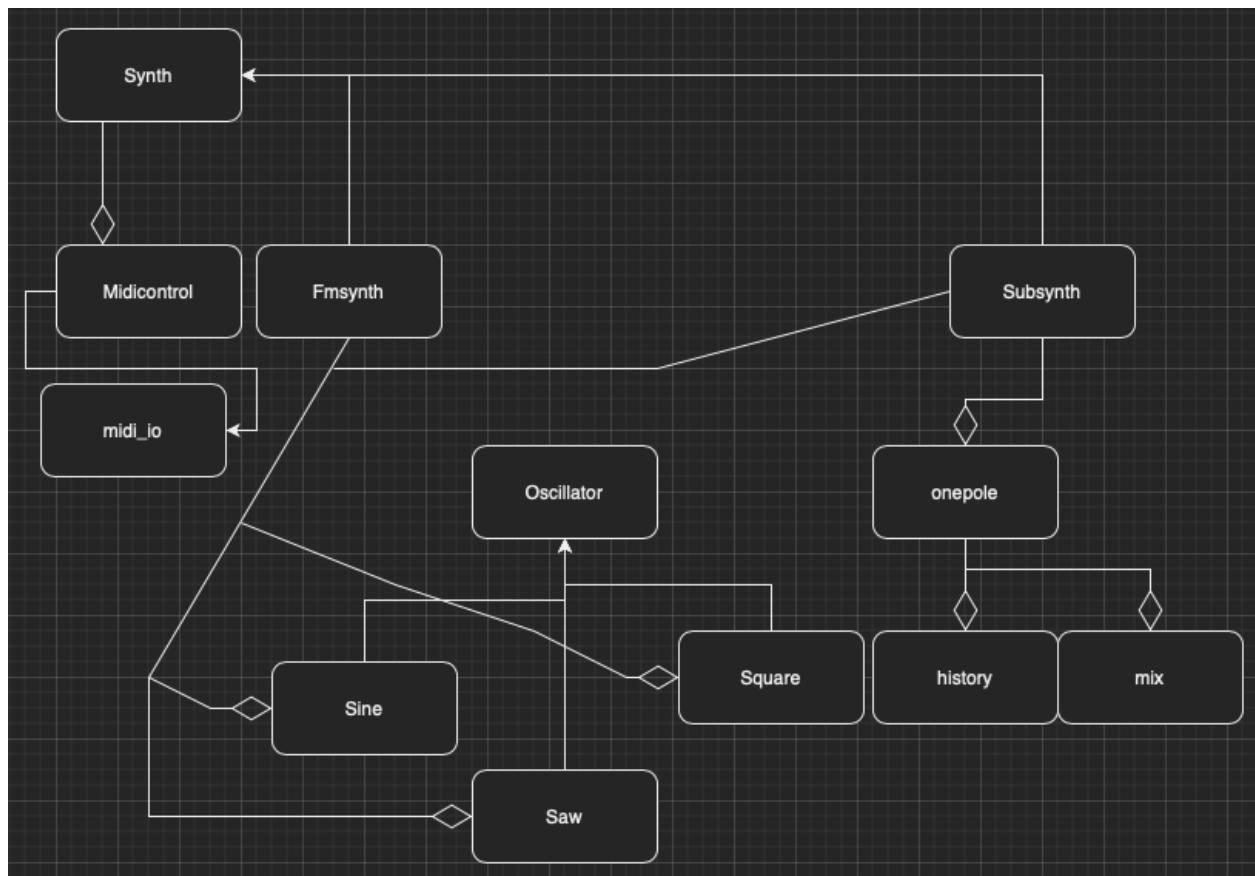 Synth
Midicontrol
Fmsynth
Subsynth
midi_io
Oscillator
onepole
Sine
Square
history
mix
Saw